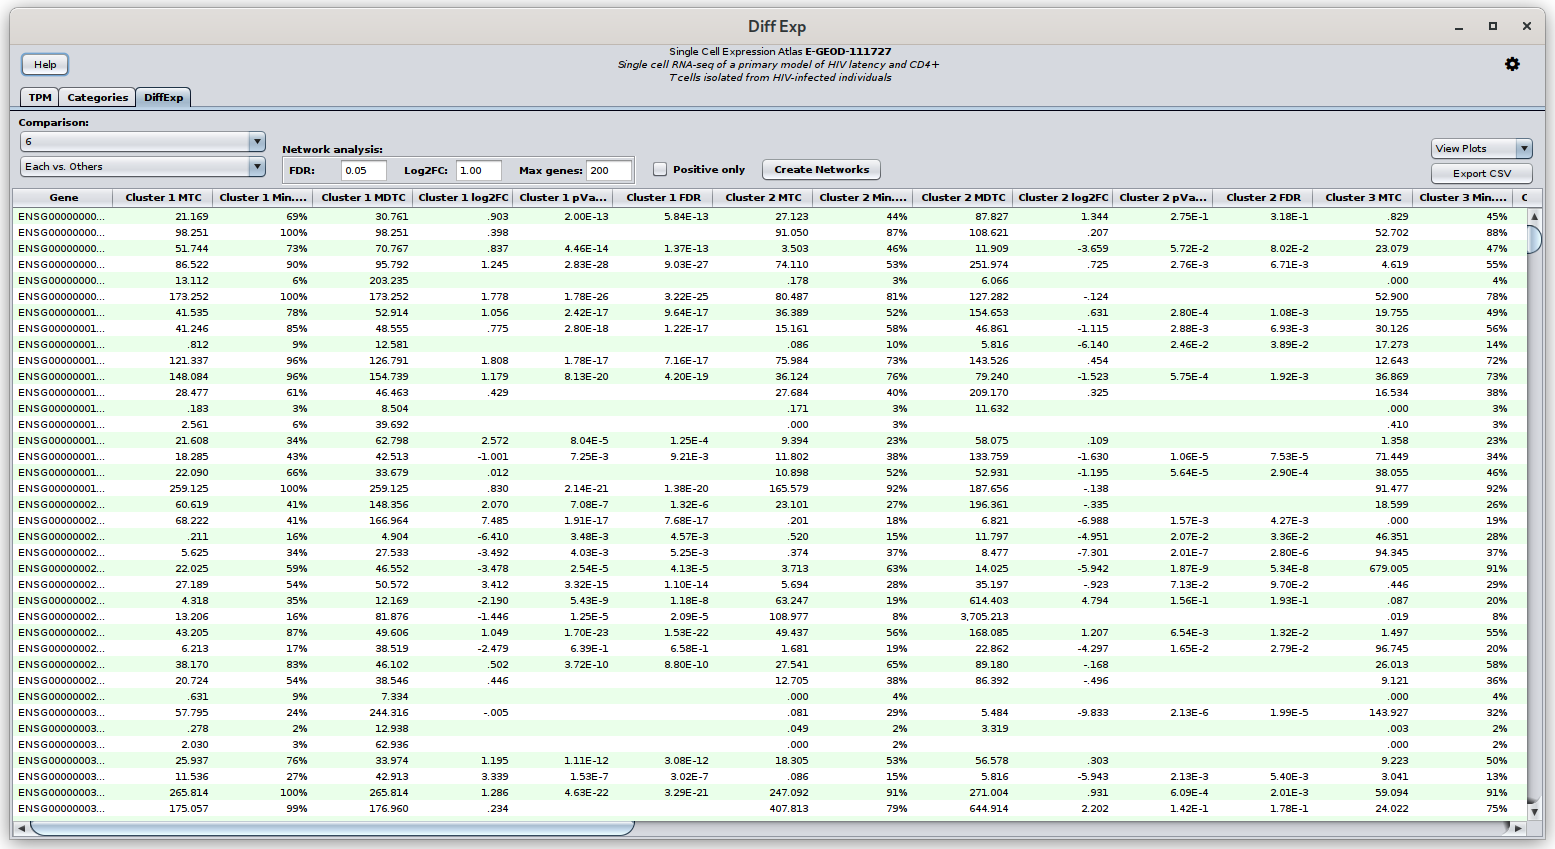 Diff Exp
Help
Single Cell Expression Atlas E-GEOD-111727
Single cell RNA-seq of a primary model of HIV latency and CD4+
T cells isolated from HIV-infected individuals
TPM Categories DiffExp
Comparison:
6
Each vs. Others
Network analysis:
FDR: 0.05 Log2FC: 1.00 Max genes: 200 Positive only Create Networks
View Plots
Export CSV
Gene Cluster 1 MTC Cluster 1 Min.... Cluster 1 MDTC Cluster 1 log2FC Cluster 1 pVa... Cluster 1 FDR Cluster 2 MTC Cluster 2 Min.... Cluster 2 MDTC Cluster 2 log2FC Cluster 2 pVa... Cluster 2 FDR Cluster 3 MTC Cluster 3 Min.... C
ENSG00000000... 21.169 69% 30.761 .903 2.00E-13 5.84E-13 27.123 44% 87.827 1.344 2.75E-1 3.18E-1 .829 45%
ENSG00000000... 98.251 100% 98.251 .398 91.050 87% 108.621 .207 52.702 88%
ENSG00000000... 51.744 73% 70.767 .837 4.46E-14 1.37E-13 3.503 46% 11.909 -3.659 5.72E-2 8.02E-2 23.079 47%
ENSG00000000... 86.522 90% 95.792 1.245 2.83E-28 9.03E-27 74.110 53% 251.974 .725 2.76E-3 6.71E-3 4.619 55%
ENSG00000000... 13.112 6% 203.235 .178 3% 6.066 .000 4%
ENSG00000000... 173.252 100% 173.252 1.778 1.78E-26 3.22E-25 80.487 81% 127.282 -.124 52.900 78%
ENSG00000001... 41.535 78% 52.914 1.056 2.42E-17 9.64E-17 36.389 52% 154.653 .631 2.80E-4 1.08E-3 19.755 49%
ENSG00000001... 41.246 85% 48.555 .775 2.80E-18 1.22E-17 15.161 58% 46.861 -1.115 2.88E-3 6.93E-3 30.126 56%
ENSG00000001... .812 9% 12.581 .086 10% 5.816 -6.140 2.46E-2 3.89E-2 17.273 14%
ENSG00000001... 121.337 96% 126.791 1.808 1.78E-17 7.16E-17 75.984 73% 143.526 .454 12.643 72%
ENSG00000001... 148.084 96% 154.739 1.179 8.13E-20 4.20E-19 36.124 76% 79.240 -1.523 5.75E-4 1.92E-3 36.869 73%
ENSG00000001... 28.477 61% 46.463 .429 27.684 40% 209.170 .325 16.534 38%
ENSG00000001... .183 3% 8.504 .171 3% 11.632 .000 3%
ENSG00000001... 2.561 6% 39.692 .000 3% .410 3%
ENSG00000001... 21.608 34% 62.798 2.572 8.04E-5 1.25E-4 9.394 23% 58.075 .109 1.358 23%
ENSG00000001... 18.285 43% 42.513 -1.001 7.25E-3 9.21E-3 11.802 38% 133.759 -1.630 1.06E-5 7.53E-5 71.449 34%
ENSG00000001... 22.090 66% 33.679 .012 10.898 52% 52.931 -1.195 5.64E-5 2.90E-4 38.055 46%
ENSG00000001... 259.125 100% 259.125 .830 2.14E-21 1.38E-20 165.579 92% 187.656 -.138 91.477 92%
ENSG00000002... 60.619 41% 148.356 2.070 7.08E-7 1.32E-6 23.101 27% 196.361 -.335 18.599 26%
ENSG00000002... 68.222 41% 166.964 7.485 1.91E-17 7.68E-17 .201 18% 6.821 -6.988 1.57E-3 4.27E-3 .000 19%
ENSG00000002... .211 16% 4.904 -6.410 3.48E-3 4.57E-3 .520 15% 11.797 -4.951 2.07E-2 3.36E-2 46.351 28%
ENSG00000002... 5.625 34% 27.533 -3.492 4.03E-3 5.25E-3 .374 37% 8.477 -7.301 2.01E-7 2.80E-6 94.345 37%
ENSG00000002... 22.025 59% 46.552 -3.478 2.54E-5 4.13E-5 3.713 63% 14.025 -5.942 1.87E-9 5.34E-8 679.005 91%
ENSG00000002... 27.189 54% 50.572 3.412 3.32E-15 1.10E-14 5.694 28% 35.197 -.923 7.13E-2 9.70E-2 .446 29%
ENSG00000002... 4.318 35% 12.169 -2.190 5.43E-9 1.18E-8 63.247 19% 614.403 4.794 1.56E-1 1.93E-1 .087 20%
ENSG00000002... 13.206 16% 81.876 -1.446 1.25E-5 2.09E-5 108.977 8% 3,705.213 .019 8%
ENSG00000002... 43.205 87% 49.606 1.049 1.70E-23 1.53E-22 49.437 56% 168.085 1.207 6.54E-3 1.32E-2 1.497 55%
ENSG00000002... 6.213 17% 38.519 -2.479 6.39E-1 6.58E-1 1.681 19% 22.862 -4.297 1.65E-2 2.79E-2 96.745 20%
ENSG00000002... 38.170 83% 46.102 .502 3.72E-10 8.80E-10 27.541 65% 89.180 -.168 26.013 58%
ENSG00000002... 20.724 54% 38.546 .446 12.705 38% 86.392 -.496 9.121 36%
ENSG00000002... .631 9% 7.334 .000 4% .000 4%
ENSG00000003... 57.795 24% 244.316 -.005 .081 29% 5.484 -9.833 2.13E-6 1.99E-5 143.927 32%
ENSG00000003... .278 2% 12.938 .049 2% 3.319 .003 2%
ENSG00000003... 2.030 3% 62.936 .000 2% .000 2%
ENSG00000003... 25.937 76% 33.974 1.195 1.11E-12 3.08E-12 18.305 53% 56.578 .303 9.223 50%
ENSG00000003... 11.536 27% 42.913 3.339 1.53E-7 3.02E-7 .086 15% 5.816 -5.943 2.13E-3 5.40E-3 3.041 13%
ENSG00000003... 265.814 100% 265.814 1.286 4.63E-22 3.29E-21 247.092 91% 271.004 .931 6.09E-4 2.01E-3 59.094 91%
ENSG00000003... 175.057 99% 176.960 .234 407.813 79% 644.914 2.202 1.42E-1 1.78E-1 24.022 75%